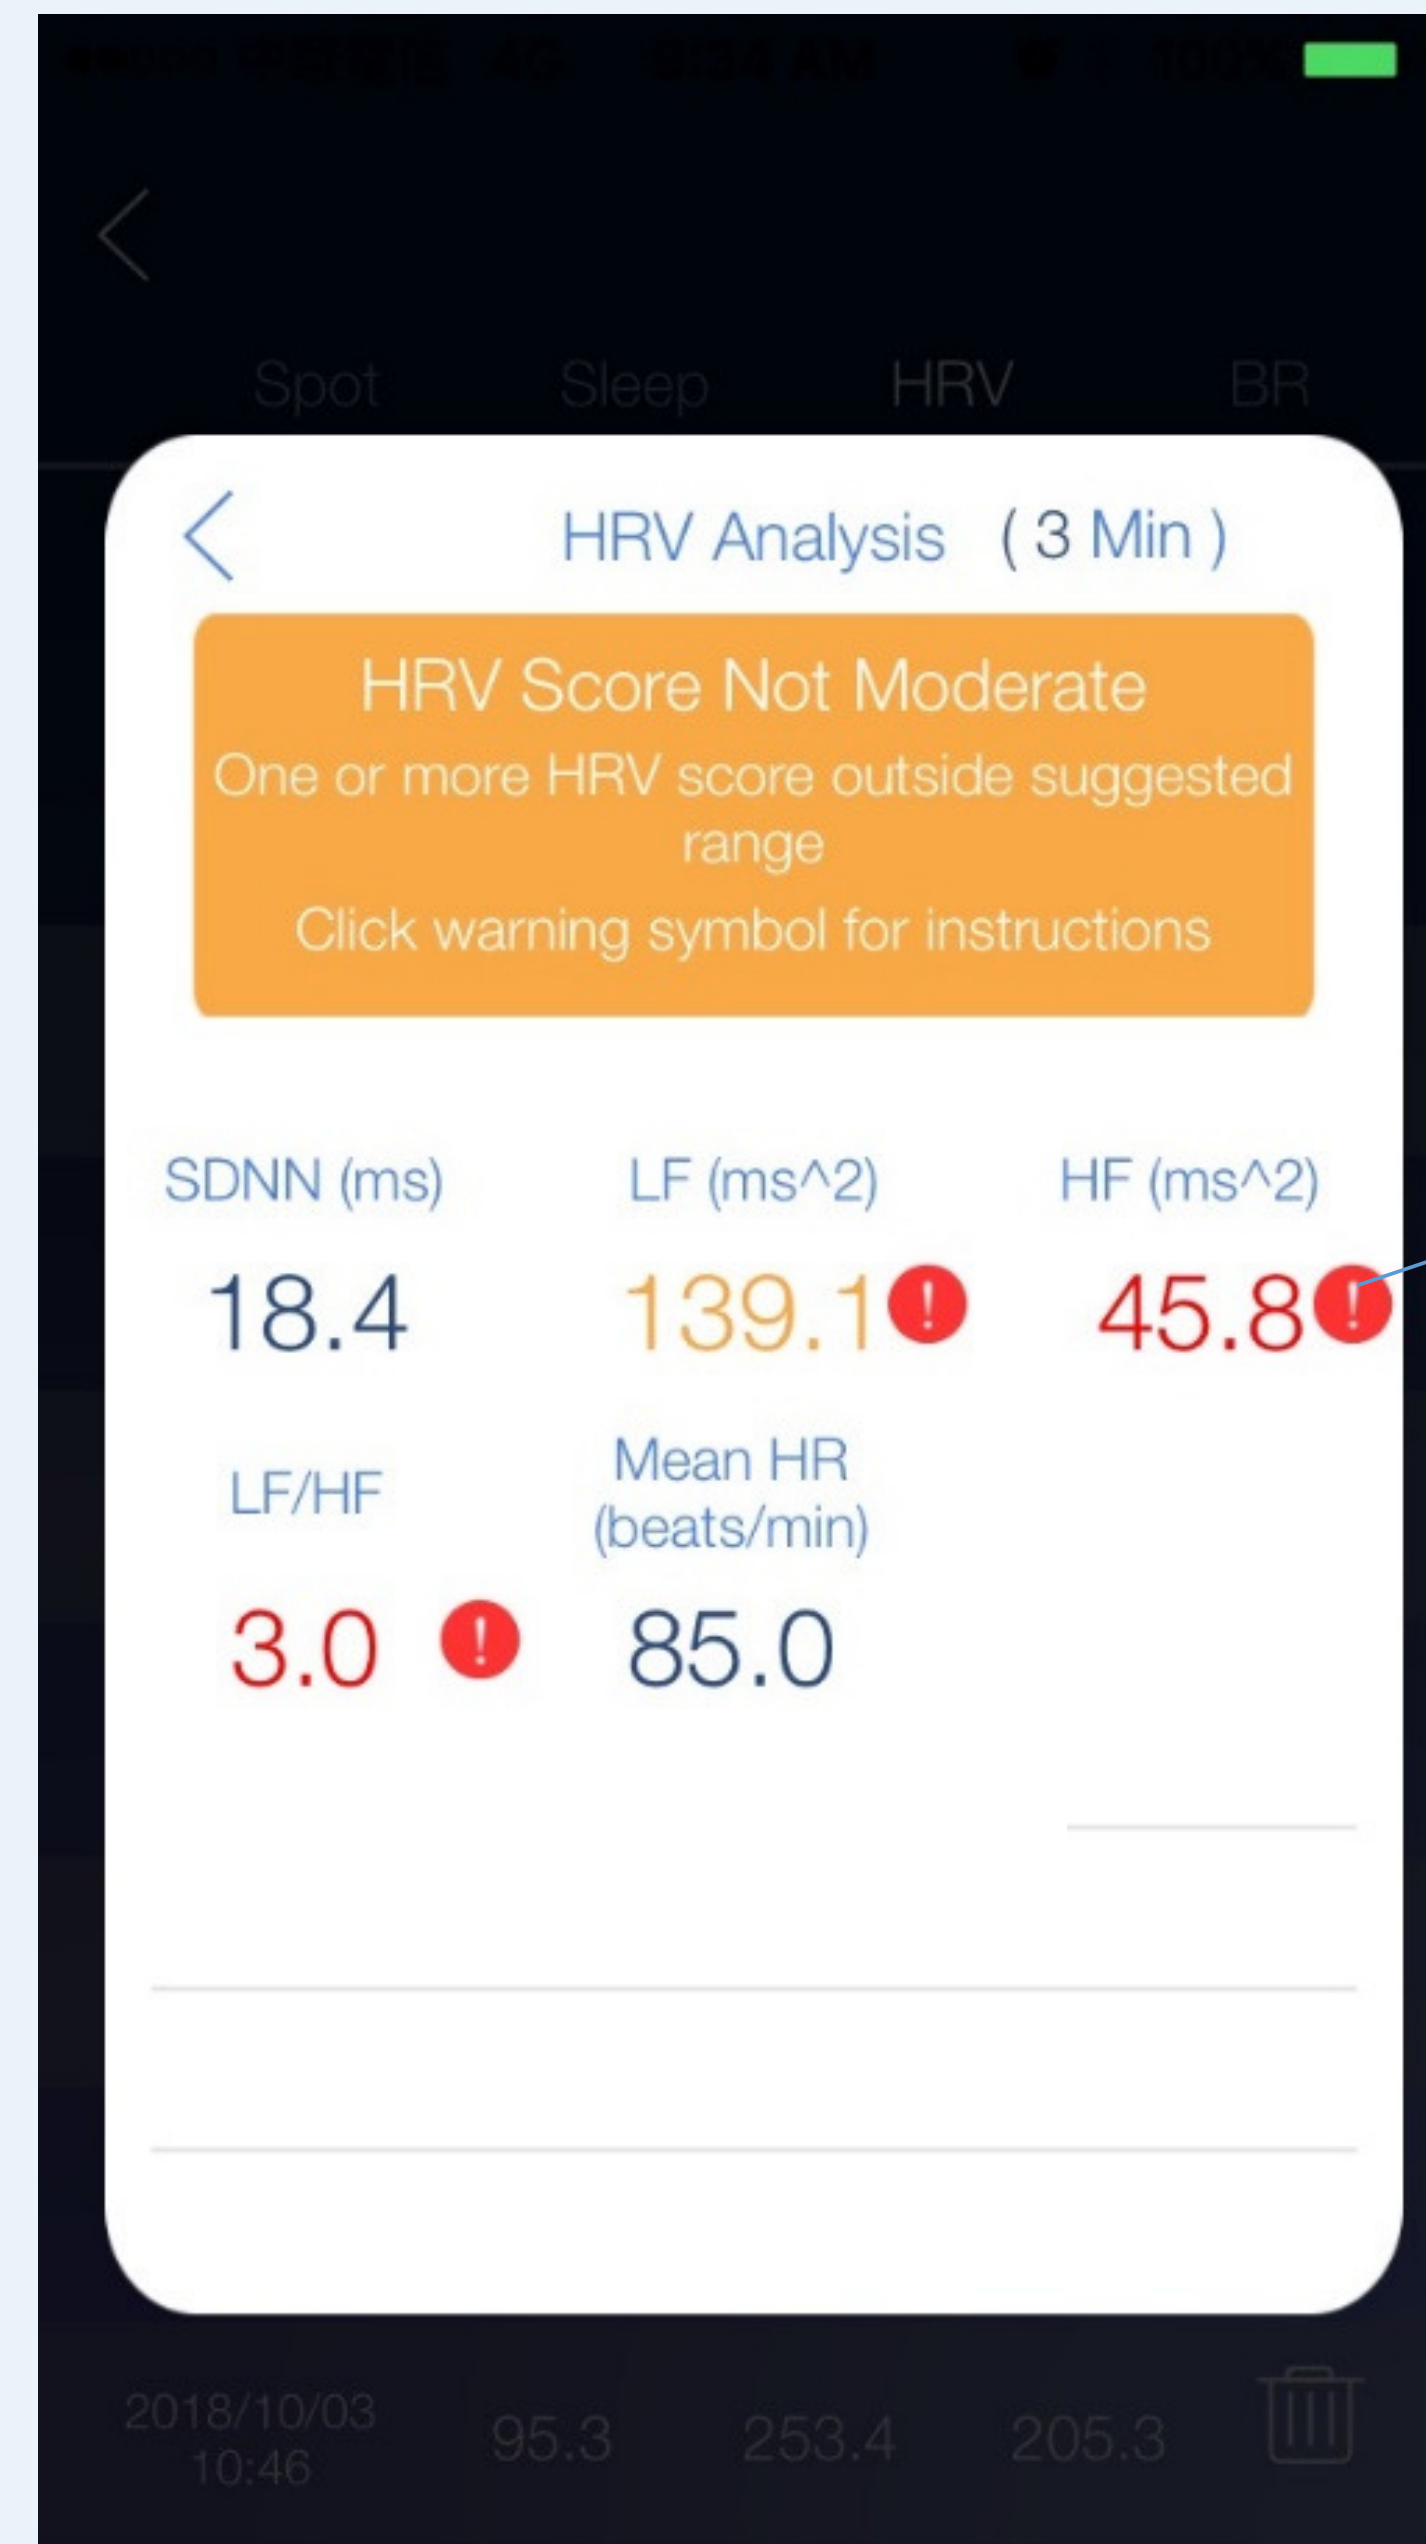 Spot Sleep HRV BR
HRV Analysis ( 3 Min )
HRV Score Not Moderate
One or more HRV score outside suggested
range
Click warning symbol for instructions
SDNN (ms) LF (ms^2) HF (ms^2)
18.4 139.1 ! 45.8 !
LF/HF Mean HR
(beats/min)
3.0 ! 85.0
2018/10/03
10:46 95.3 253.4 205.3